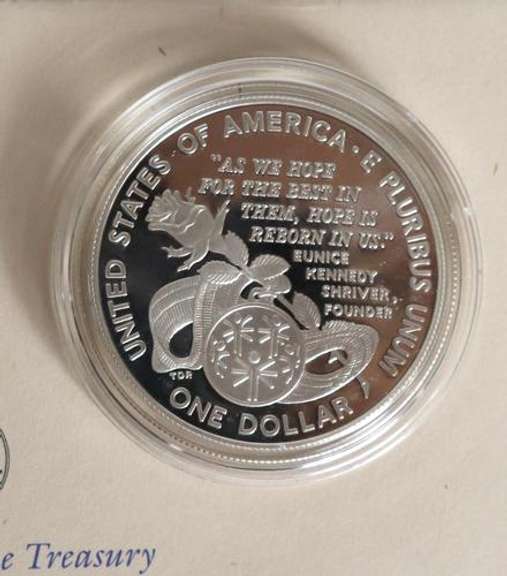 UNITED STATES OF AMERICA · E PLURIBUS UNUM
"AS WE HOPE
FOR THE BEST IN
THEM, HOPE IS
REBORN IN US."
EUNICE
KENNEDY
SHRIVER,
FOUNDER
TDR
ONE DOLLAR
e Treasury